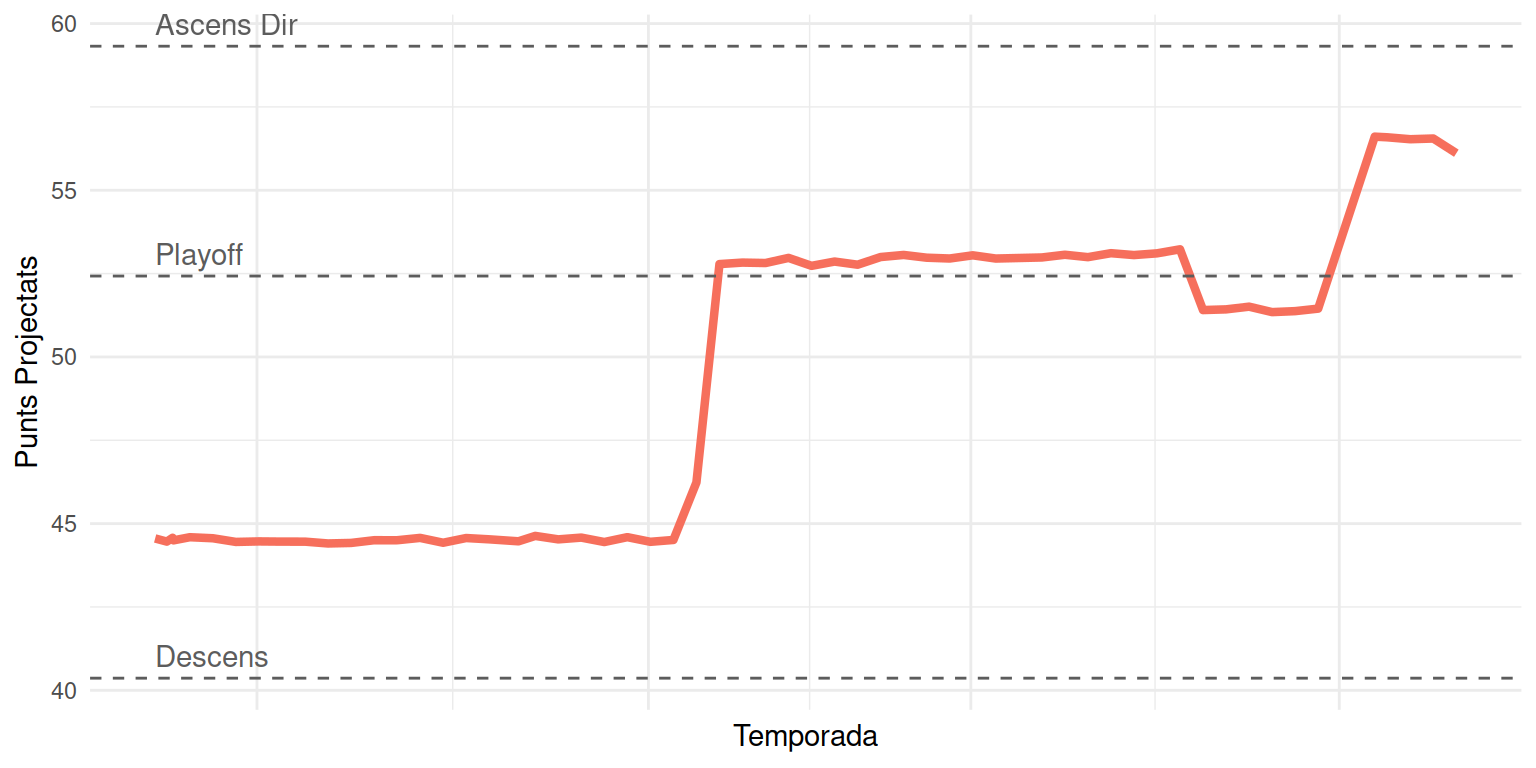 60
Ascens Dir
55
Playoff
50
45
Descens
40
Punts Projectats
Temporada